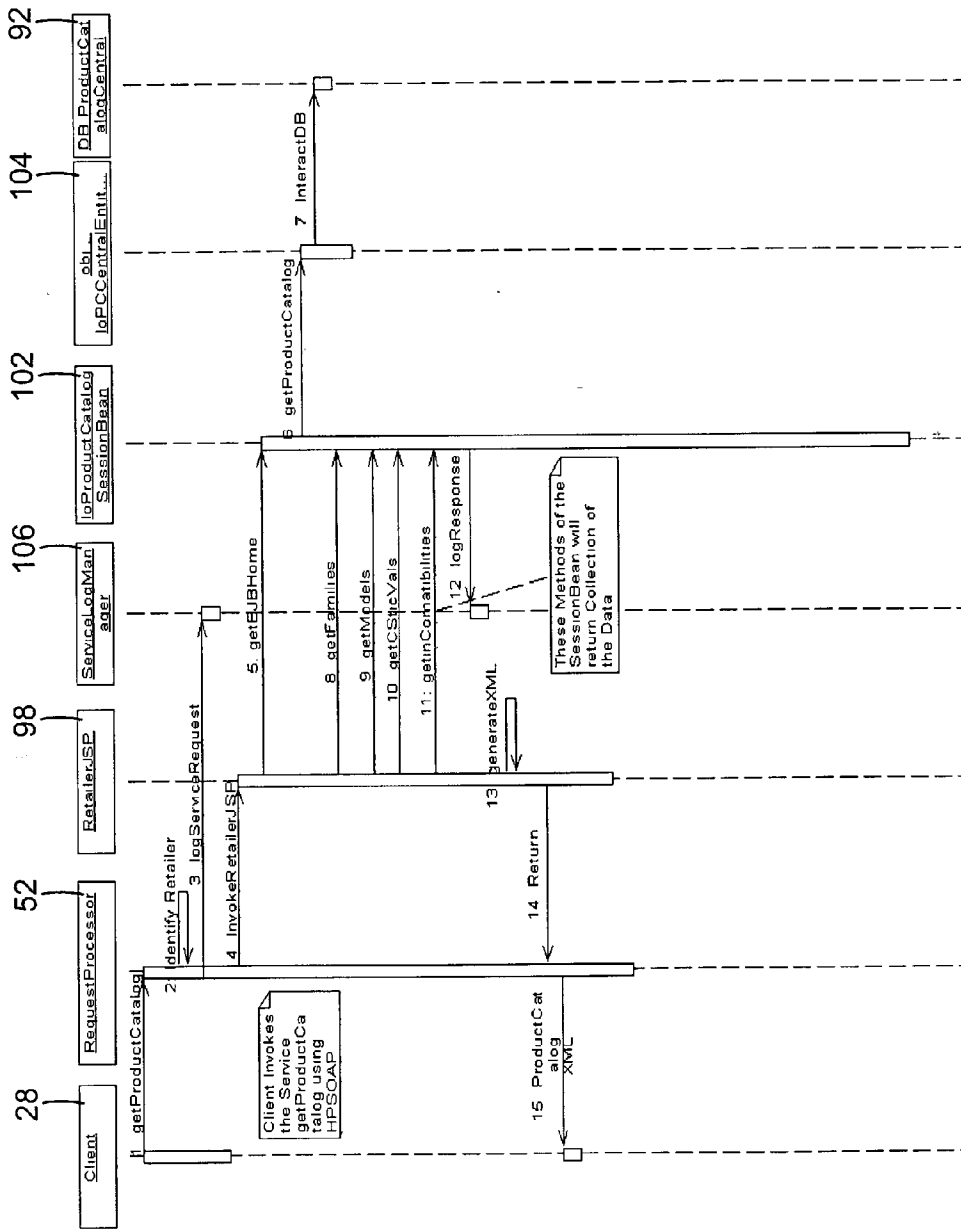 28
52
98
106
102
104
92
Client
RequestProcessor
RetailerJSP
ServiceLogMan
ager
IoProductCatalog
SessionBean
obj...
IoPCCentralEntit...
DB ProductCat
alogCentral
1 getProductCatalog
2: Identify Retailer
3 logServiceRequest
4 InvokeRetailerJSP
5. getEJBHome
6 getProductCatalog
7 InteractDB
8 getFamilies
9 getModels
10 getCSticVals
11: getinComatibilities
12 logResponse
13 generateXML
14 Return
15 ProductCat
alog
XML
Client Invokes
the Service
getProductCa
talog using
HPSOAP
These Methods of the
SessionBean will
return Collection of
the Data